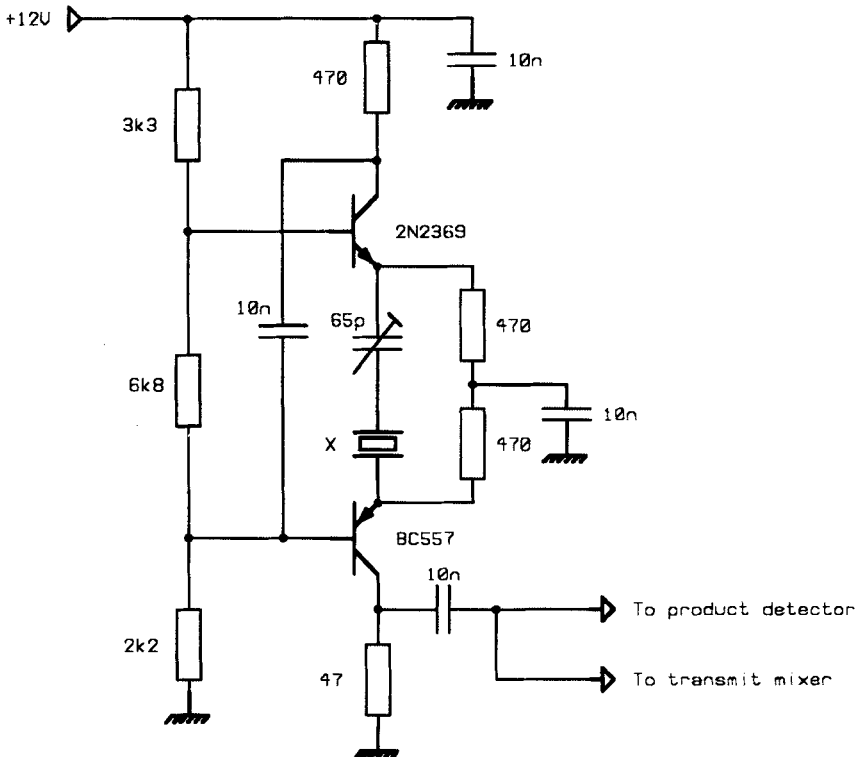 +12V
470
10n
3k3
2N2369
10n
65p
470
6k8
10n
X
470
BC557
10n
To product detector
2k2
47
To transmit mixer